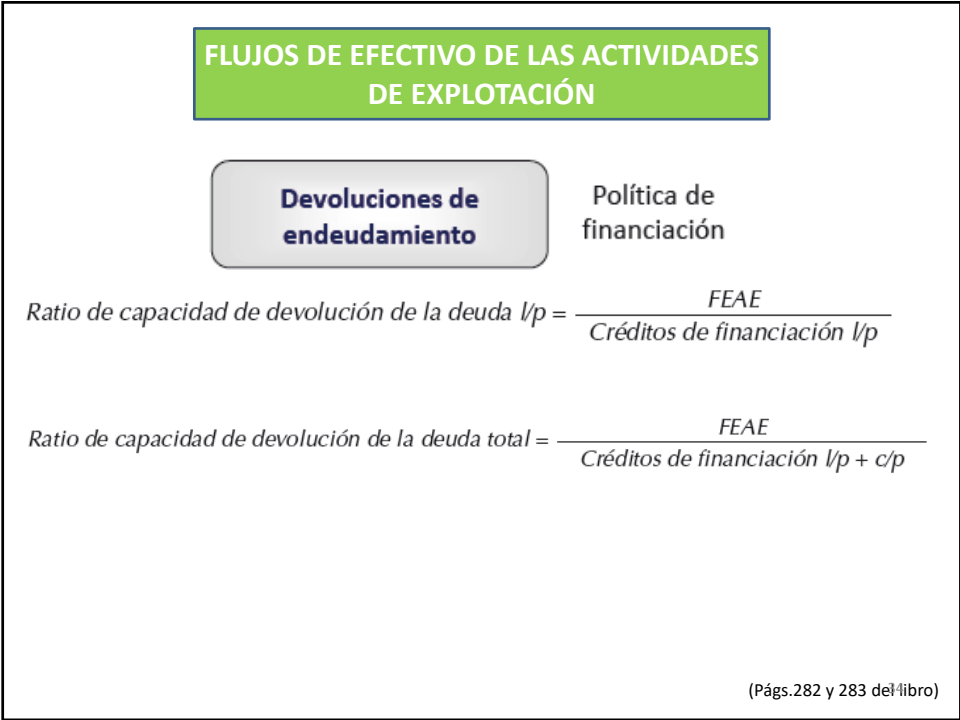 FLUJOS DE EFECTIVO DE LAS ACTIVIDADES
DE EXPLOTACIÓN
Devoluciones de
endeudamiento
Política de
financiación
Ratio de capacidad de devolución de la deuda l/p = FEAE
Créditos de financiación l/p
Ratio de capacidad de devolución de la deuda total = FEAE
Créditos de financiación l/p + c/p
(Págs.282 y 283 del libro)
34